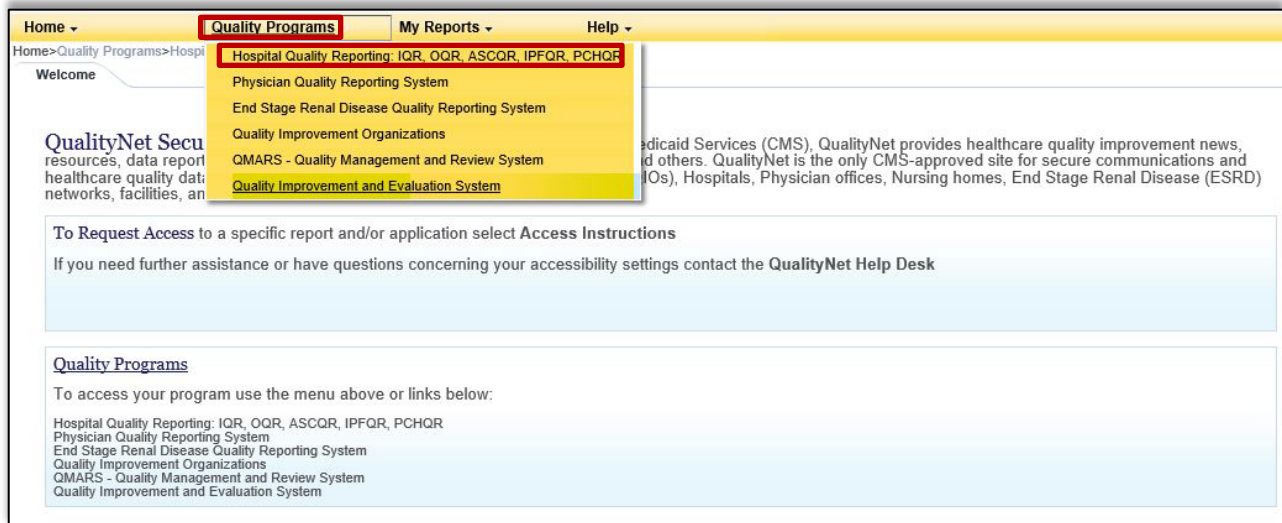 Home Quality Programs My Reports Help
Home>Quality Programs>Hospi
Hospital Quality Reporting: IQR, OQR, ASCQR, IPFQR, PCHQR
Welcome
Physician Quality Reporting System
End Stage Renal Disease Quality Reporting System
Quality Improvement Organizations
QMARS - Quality Management and Review System
Quality Improvement and Evaluation System
QualityNet Secu edicaid Services (CMS), QualityNet provides healthcare quality improvement news,
resources, data report d others. QualityNet is the only CMS-approved site for secure communications and
healthcare quality data IOs), Hospitals, Physician offices, Nursing homes, End Stage Renal Disease (ESRD)
networks, facilities, an
To Request Access to a specific report and/or application select Access Instructions
If you need further assistance or have questions concerning your accessibility settings contact the QualityNet Help Desk
Quality Programs
To access your program use the menu above or links below:
Hospital Quality Reporting: IQR, OQR, ASCQR, IPFQR, PCHQR
Physician Quality Reporting System
End Stage Renal Disease Quality Reporting System
Quality Improvement Organizations
QMARS - Quality Management and Review System
Quality Improvement and Evaluation System